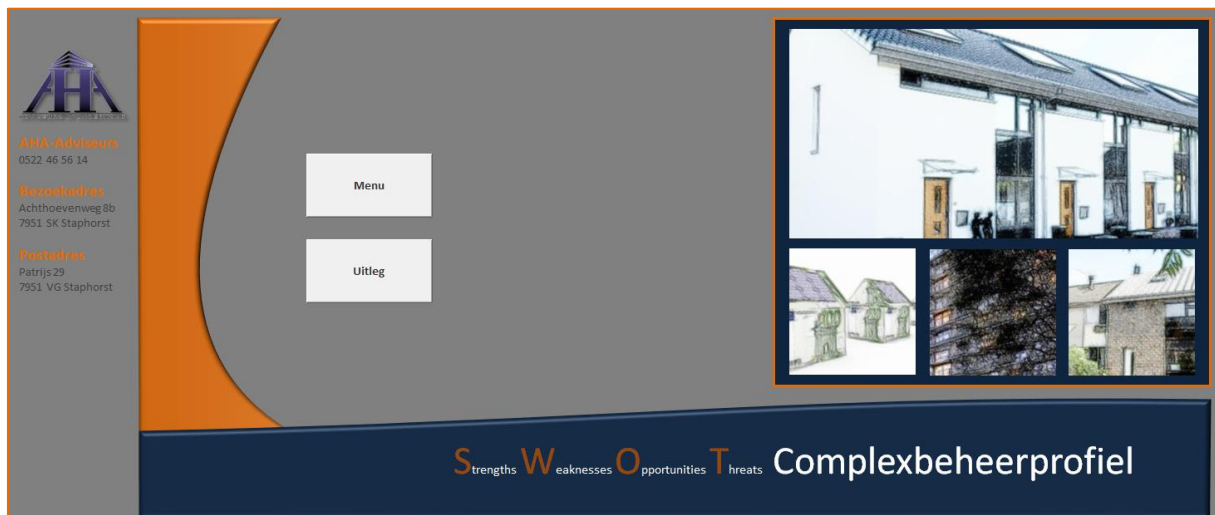 AHA
AHA-Adviseurs
0522 46 56 14
Bezoekadres
Achthoevenweg 8b
7951 SK Staphorst
Postadres
Patrijs 29
7951 VG Staphorst
Menu
Uitleg
Strengths Weaknesses Opportunities Threats Complexbeheerprofiel